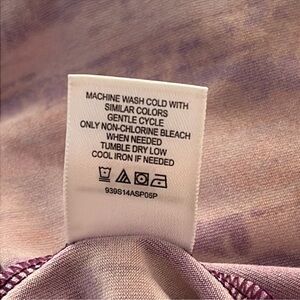 MACHINE WASH COLD WITH
SIMILAR COLORS
GENTLE CYCLE
ONLY NON-CHLORINE BLEACH
WHEN NEEDED
TUMBLE DRY LOW
COOL IRON IF NEEDED
939S14ASP05P